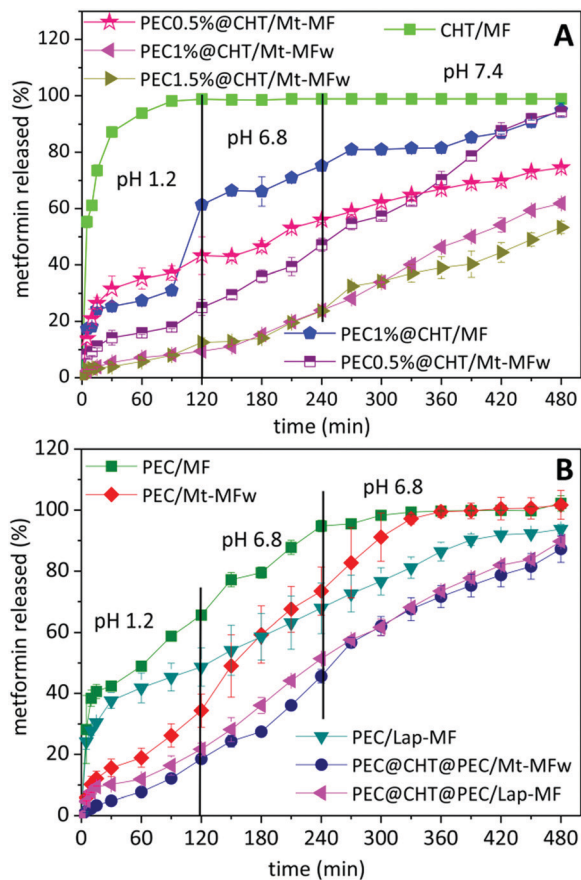 PEC0.5%@CHT/Mt-MF
CHT/MF
A
PEC1%@CHT/Mt-MFw
PEC1.5%@CHT/Mt-MFw
pH 7.4
pH 6.8
pH 1.2
PEC1%@CHT/MF
PEC0.5%@CHT/Mt-MFw
metformin released (%)
100
80
60
40
20
0
0 60 120 180 240 300 360 420 480
time (min)
PEC/MF
B
PEC/Mt-MFw
pH 6.8
pH 6.8
pH 1.2
PEC/Lap-MF
PEC@CHT@PEC/Mt-MFw
PEC@CHT@PEC/Lap-MF
metformin released (%)
100
80
60
40
20
0
0 60 120 180 240 300 360 420 480
time (min)